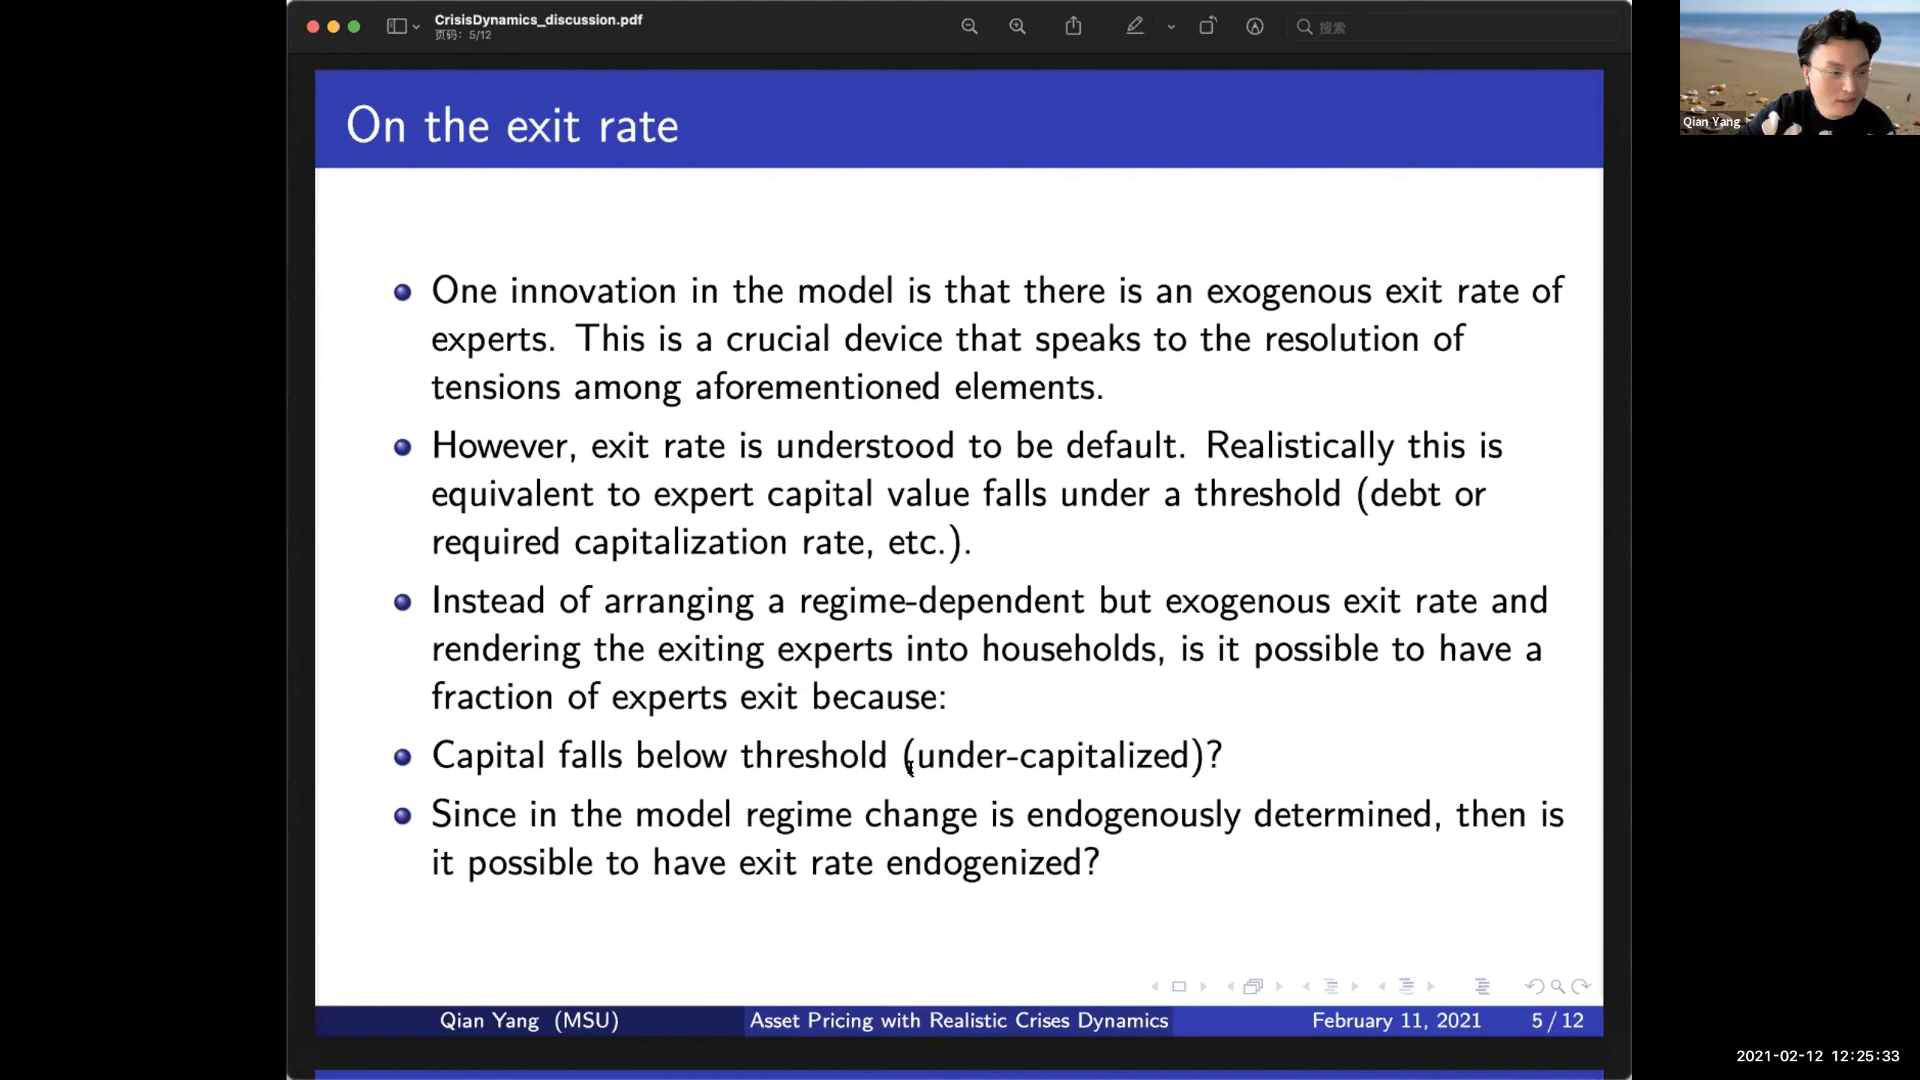 CrisisDynamics_discussion.pdf
页码：5/12
搜索
On the exit rate
One innovation in the model is that there is an exogenous exit rate of
experts. This is a crucial device that speaks to the resolution of
tensions among aforementioned elements.
However, exit rate is understood to be default. Realistically this is
equivalent to expert capital value falls under a threshold (debt or
required capitalization rate, etc.).
Instead of arranging a regime-dependent but exogenous exit rate and
rendering the exiting experts into households, is it possible to have a
fraction of experts exit because:
Capital falls below threshold (under-capitalized)?
Since in the model regime change is endogenously determined, then is
it possible to have exit rate endogenized?
Qian Yang (MSU) Asset Pricing with Realistic Crises Dynamics February 11, 2021 5 / 12
Qian Yang
2021-02-12 12:25:33